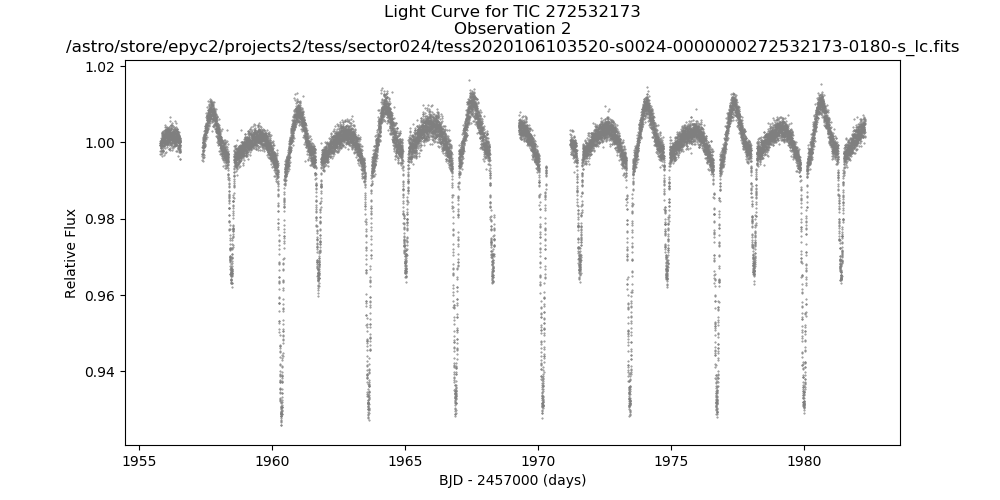 Light Curve for TIC 272532173
Observation 2
/astro/store/epyc2/projects2/tess/sector024/tess2020106103520-s0024-0000000272532173-0180-s_lc.fits
1.02
1.00
0.98
0.96
0.94
Relative Flux
1955 1960 1965 1970 1975 1980
BJD - 2457000 (days)